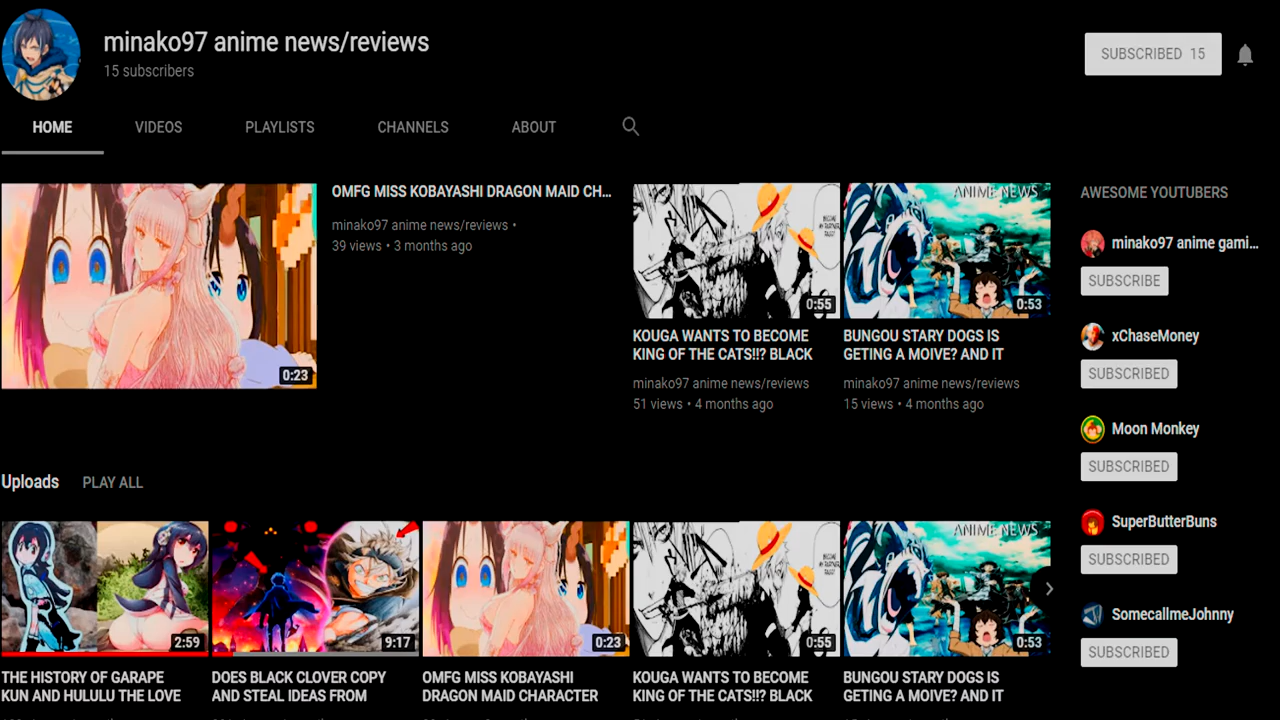 minako97 anime news/reviews
15 subscribers
SUBSCRIBED 15
HOME
VIDEOS
PLAYLISTS
CHANNELS
ABOUT
0:23
OMFG MISS KOBAYASHI DRAGON MAID CH...
minako97 anime news/reviews •
39 views • 3 months ago
0:55
KOUGA WANTS TO BECOME
KING OF THE CATS!!? BLACK
minako97 anime news/reviews
51 views • 4 months ago
ANIME NEWS
0:53
BUNGOU STARY DOGS IS
GETING A MOIVE? AND IT
minako97 anime news/reviews
15 views • 4 months ago
AWESOME YOUTUBERS
minako97 anime gami...
SUBSCRIBE
xChaseMoney
SUBSCRIBED
Moon Monkey
SUBSCRIBED
SuperButterBuns
SUBSCRIBED
SomecallmeJohnny
SUBSCRIBED
Uploads
PLAY ALL
2:59
THE HISTORY OF GARAPE
KUN AND HULULU THE LOVE
9:17
DOES BLACK CLOVER COPY
AND STEAL IDEAS FROM
0:23
OMFG MISS KOBAYASHI
DRAGON MAID CHARACTER
0:55
KOUGA WANTS TO BECOME
KING OF THE CATS!!? BLACK
ANIME NEWS
0:53
BUNGOU STARY DOGS IS
GETING A MOIVE? AND IT